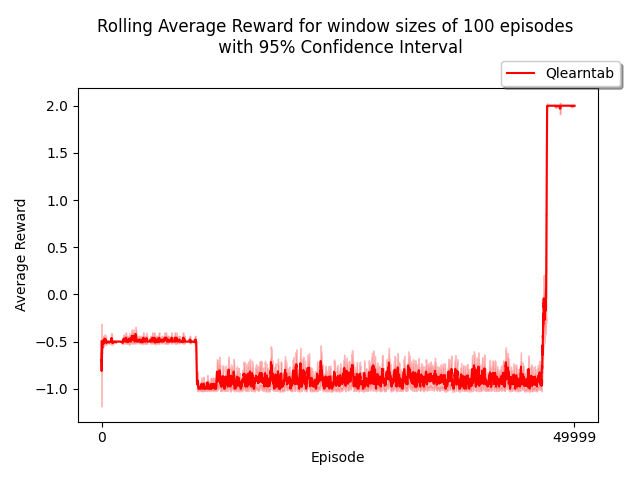 Rolling Average Reward for window sizes of 100 episodes
with 95% Confidence Interval
Qlearntab
2.0
1.5
1.0
0.5
0.0
−0.5
−1.0
Average Reward
0
49999
Episode